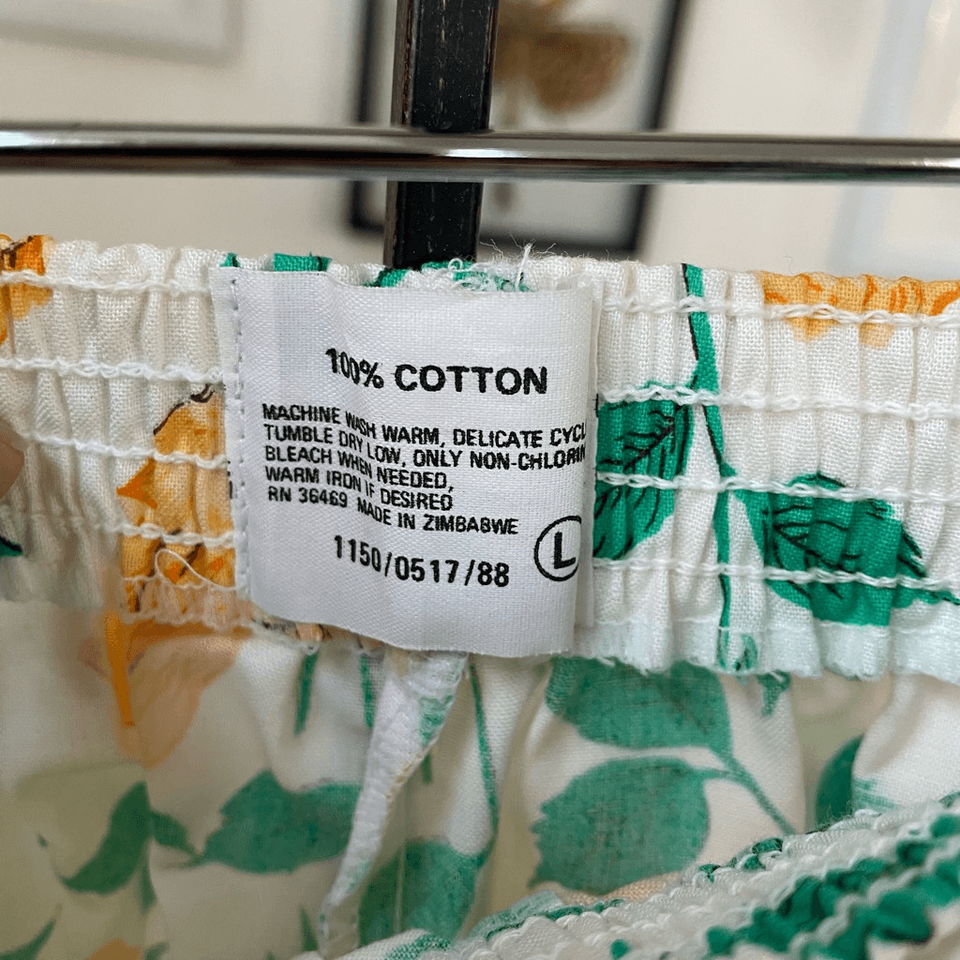 100% COTTON
MACHINE WASH WARM, DELICATE CYCL
TUMBLE DRY LOW, ONLY NON-CHLORIN
BLEACH WHEN NEEDED,
WARM IRON IF DESIRED
RN 36469 MADE IN ZIMBABWE
L
1150/0517/88